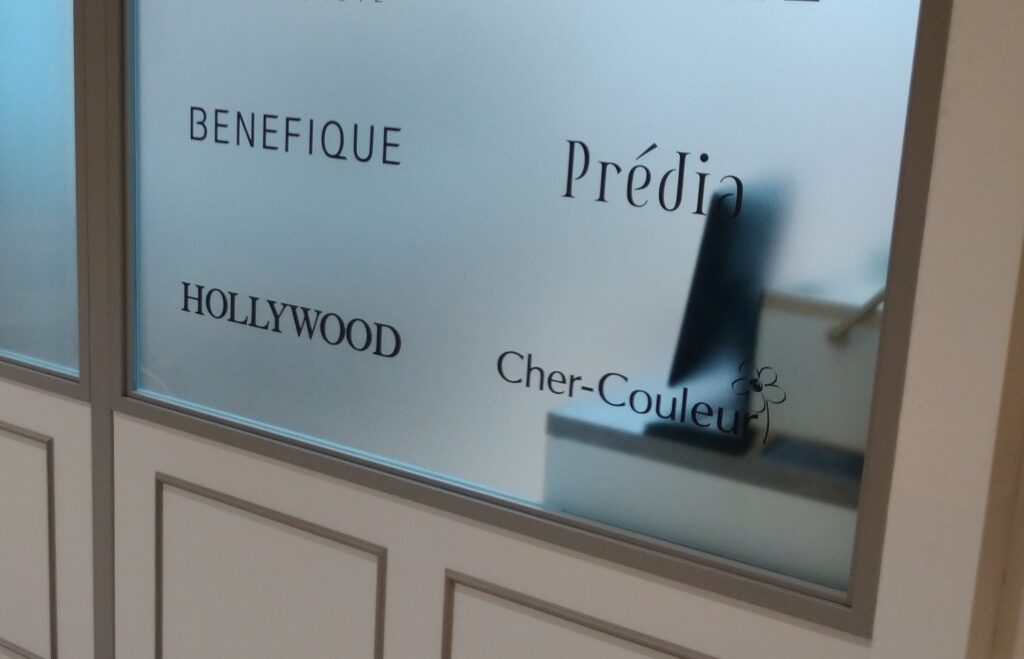 BENEFIQUE
Prédia
HOLLYWOOD
Cher-Couleur